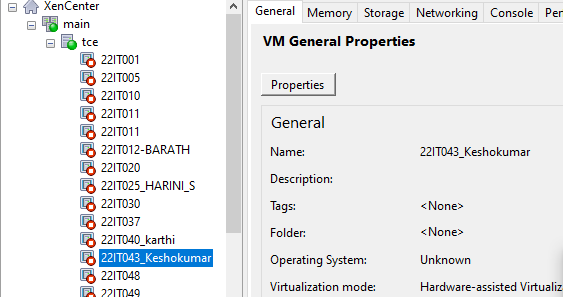 XenCenter
main
tce
22IT001
22IT005
22IT010
22IT011
22IT011
22IT012-BARATH
22IT020
22IT025_HARINI_S
22IT030
22IT037
22IT040_karthi
22IT043_Keshokumar
22IT048
22IT049
General Memory Storage Networking Console
VM General Properties
Properties
General
Name: 22IT043_Keshokumar
Description:
Tags: <None>
Folder: <None>
Operating System: Unknown
Virtualization mode: Hardware-assisted